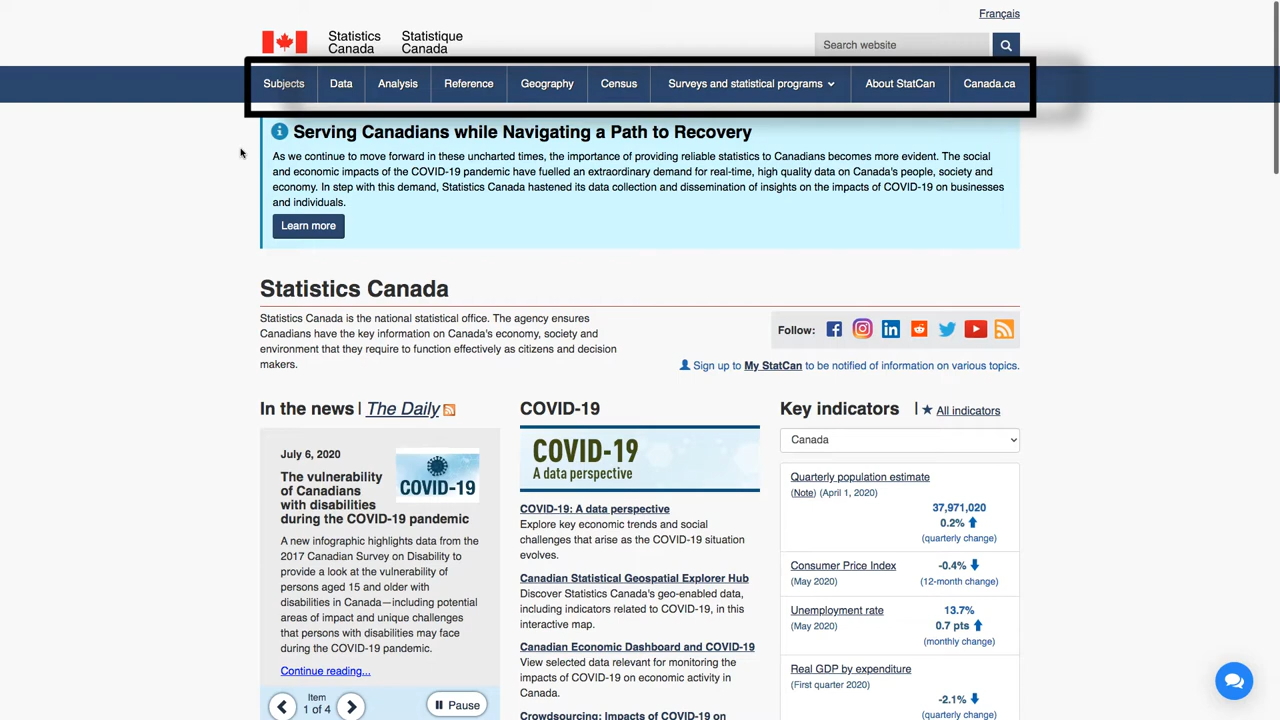 Français
Statistics Canada
Statistique Canada
Search website
Subjects
Data
Analysis
Reference
Geography
Census
Surveys and statistical programs
About StatCan
Canada.ca
Serving Canadians while Navigating a Path to Recovery
As we continue to move forward in these uncharted times, the importance of providing reliable statistics to Canadians becomes more evident. The social
and economic impacts of the COVID-19 pandemic have fuelled an extraordinary demand for real-time, high quality data on Canada's people, society and
economy. In step with this demand, Statistics Canada hastened its data collection and dissemination of insights on the impacts of COVID-19 on businesses
and individuals.
Learn more
Statistics Canada
Statistics Canada is the national statistical office. The agency ensures
Canadians have the key information on Canada's economy, society and
environment that they require to function effectively as citizens and decision
makers.
Follow:
Sign up to My StatCan to be notified of information on various topics.
In the news | The Daily
July 6, 2020
The vulnerability
of Canadians
with disabilities
during the COVID-19 pandemic
COVID-19
A new infographic highlights data from the
2017 Canadian Survey on Disability to
provide a look at the vulnerability of
persons aged 15 and older with
disabilities in Canada—including potential
areas of impact and unique challenges
that persons with disabilities may face
during the COVID-19 pandemic.
Continue reading...
Item
1 of 4
Pause
COVID-19
COVID-19
A data perspective
COVID-19: A data perspective
Explore key economic trends and social
challenges that arise as the COVID-19 situation
evolves.
Canadian Statistical Geospatial Explorer Hub
Discover Statistics Canada's geo-enabled data,
including indicators related to COVID-19, in this
interactive map.
Canadian Economic Dashboard and COVID-19
View selected data relevant for monitoring the
impacts of COVID-19 on economic activity in
Canada.
Crowdsourcing: Impacts of COVID-19 on
Key indicators | All indicators
Canada
Quarterly population estimate
(Note) (April 1, 2020)
37,971,020
0.2%
(quarterly change)
Consumer Price Index
(May 2020)
-0.4%
(12-month change)
Unemployment rate
(May 2020)
13.7%
0.7 pts
(monthly change)
Real GDP by expenditure
(First quarter 2020)
-2.1%
(quarterly change)